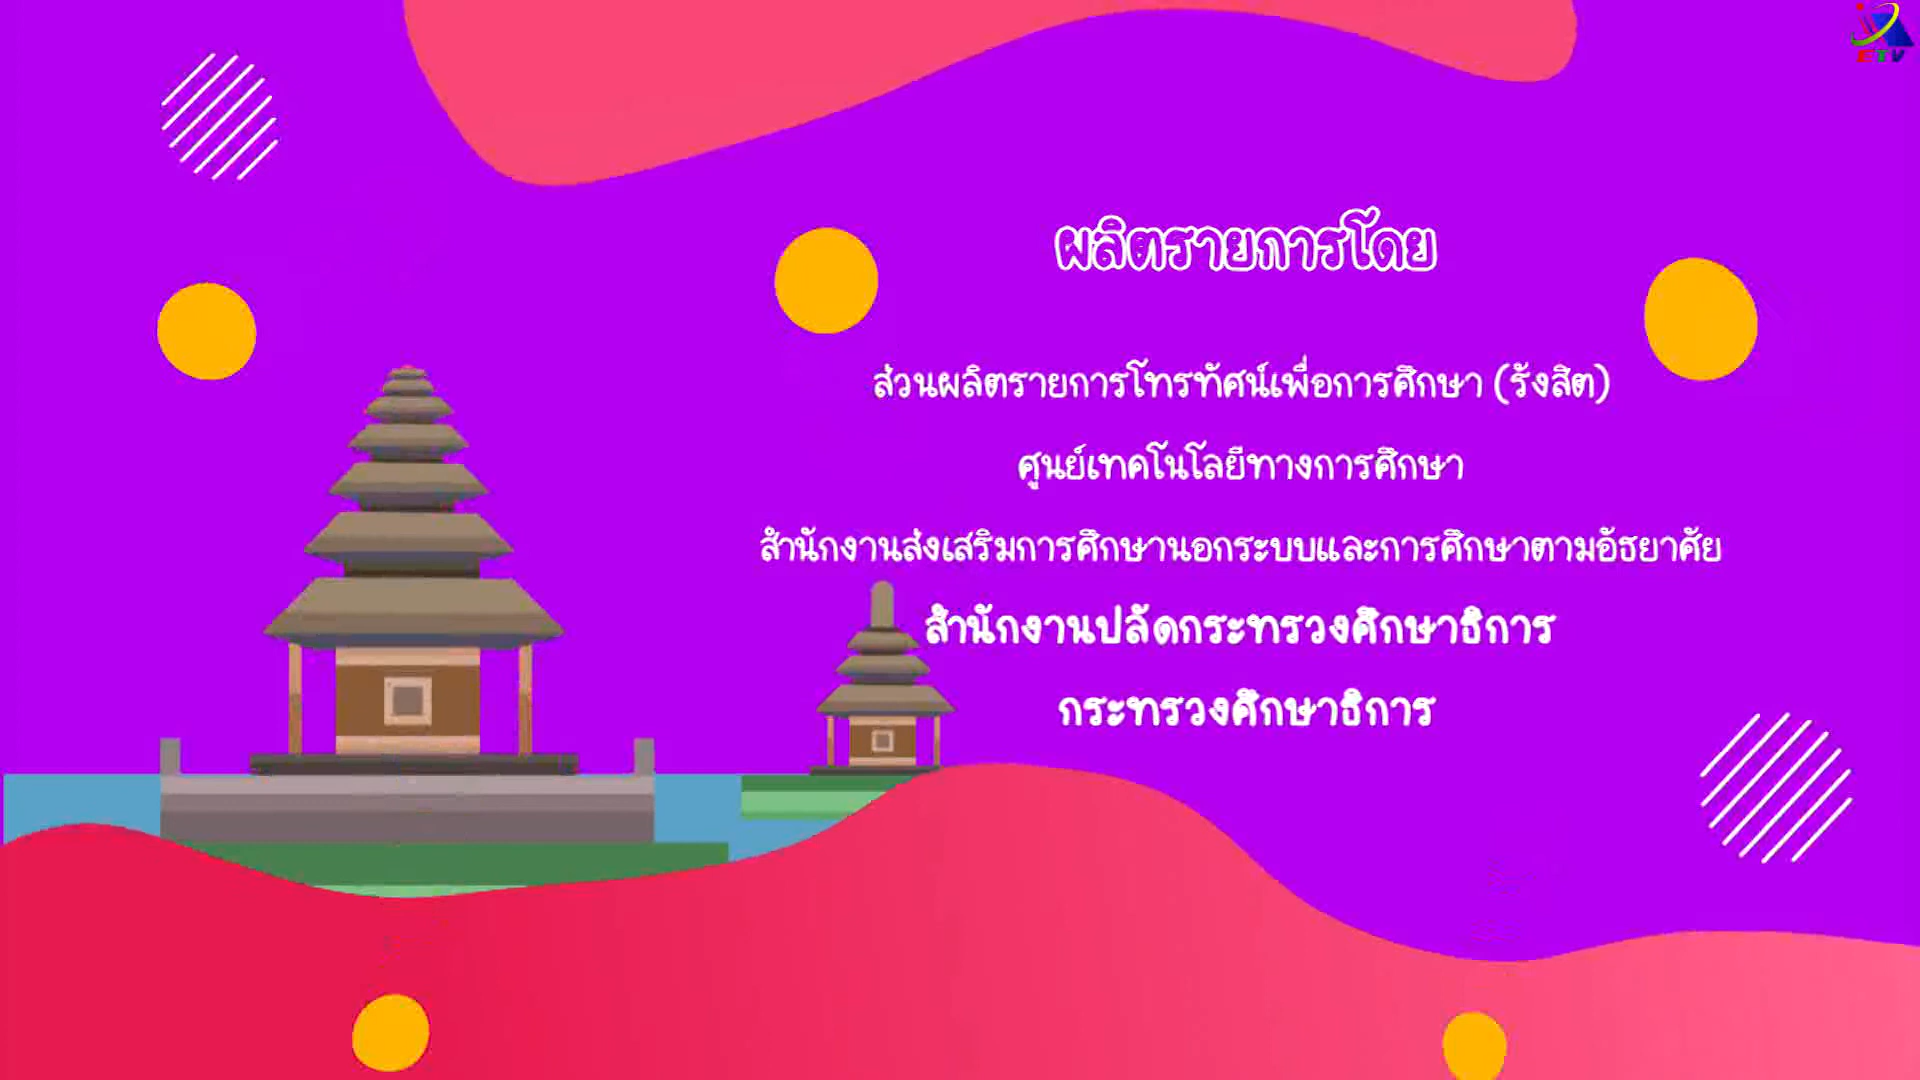 ETV
ผลิตรายการโดย
ส่วนผลิตรายการโทรทัศน์เพื่อการศึกษา (รังสิต)
ศูนย์เทคโนโลยีทางการศึกษา
สำนักงานส่งเสริมการศึกษานอกระบบและการศึกษาตามอัธยาศัย
สำนักงานปลัดกระทรวงศึกษาธิการ
กระทรวงศึกษาธิการ